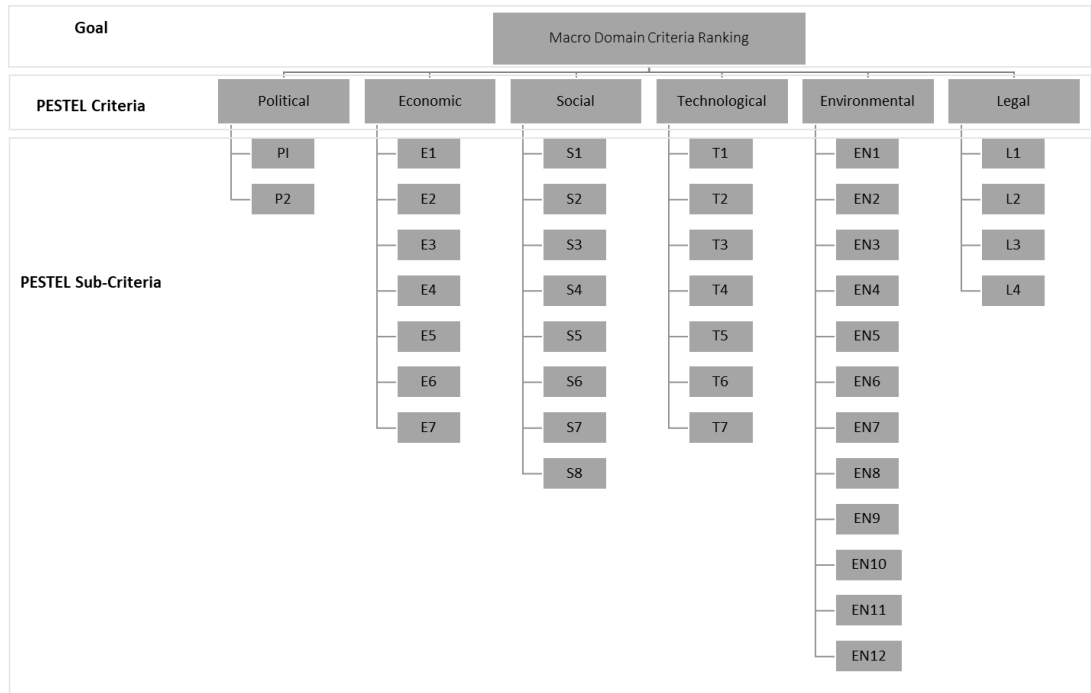 Goal
Macro Domain Criteria Ranking
PESTEL Criteria
Political
Economic
Social
Technological
Environmental
Legal
PESTEL Sub-Criteria
PI
P2
E1
E2
E3
E4
E5
E6
E7
S1
S2
S3
S4
S5
S6
S7
S8
T1
T2
T3
T4
T5
T6
T7
EN1
EN2
EN3
EN4
EN5
EN6
EN7
EN8
EN9
EN10
EN11
EN12
L1
L2
L3
L4